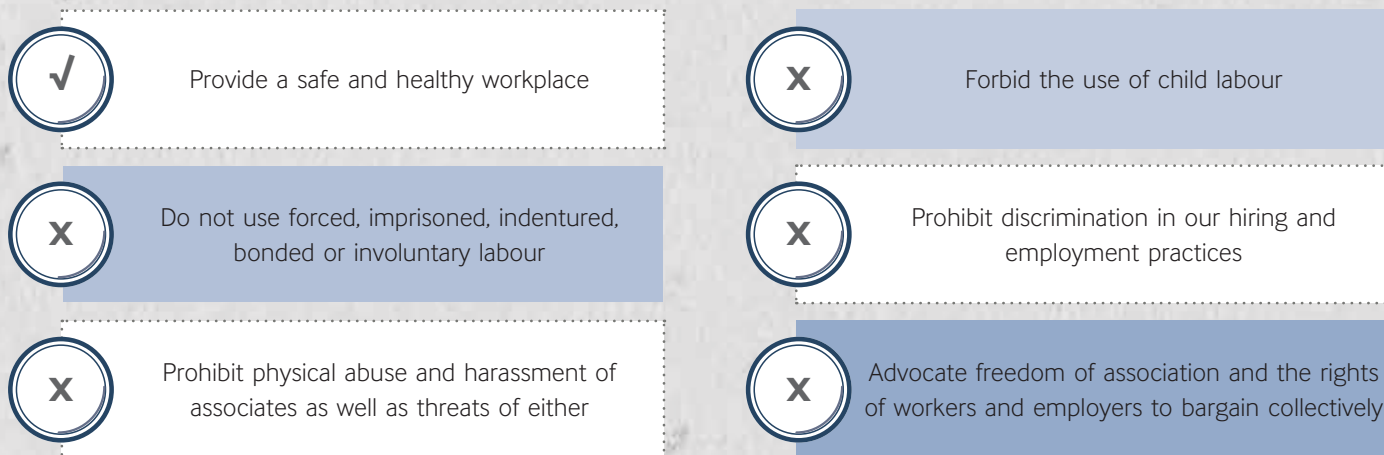 √
Provide a safe and healthy workplace
X
Forbid the use of child labour
X
Do not use forced, imprisoned, indentured,
bonded or involuntary labour
X
Prohibit discrimination in our hiring and
employment practices
X
Prohibit physical abuse and harassment of
associates as well as threats of either
X
Advocate freedom of association and the rights
of workers and employers to bargain collectively